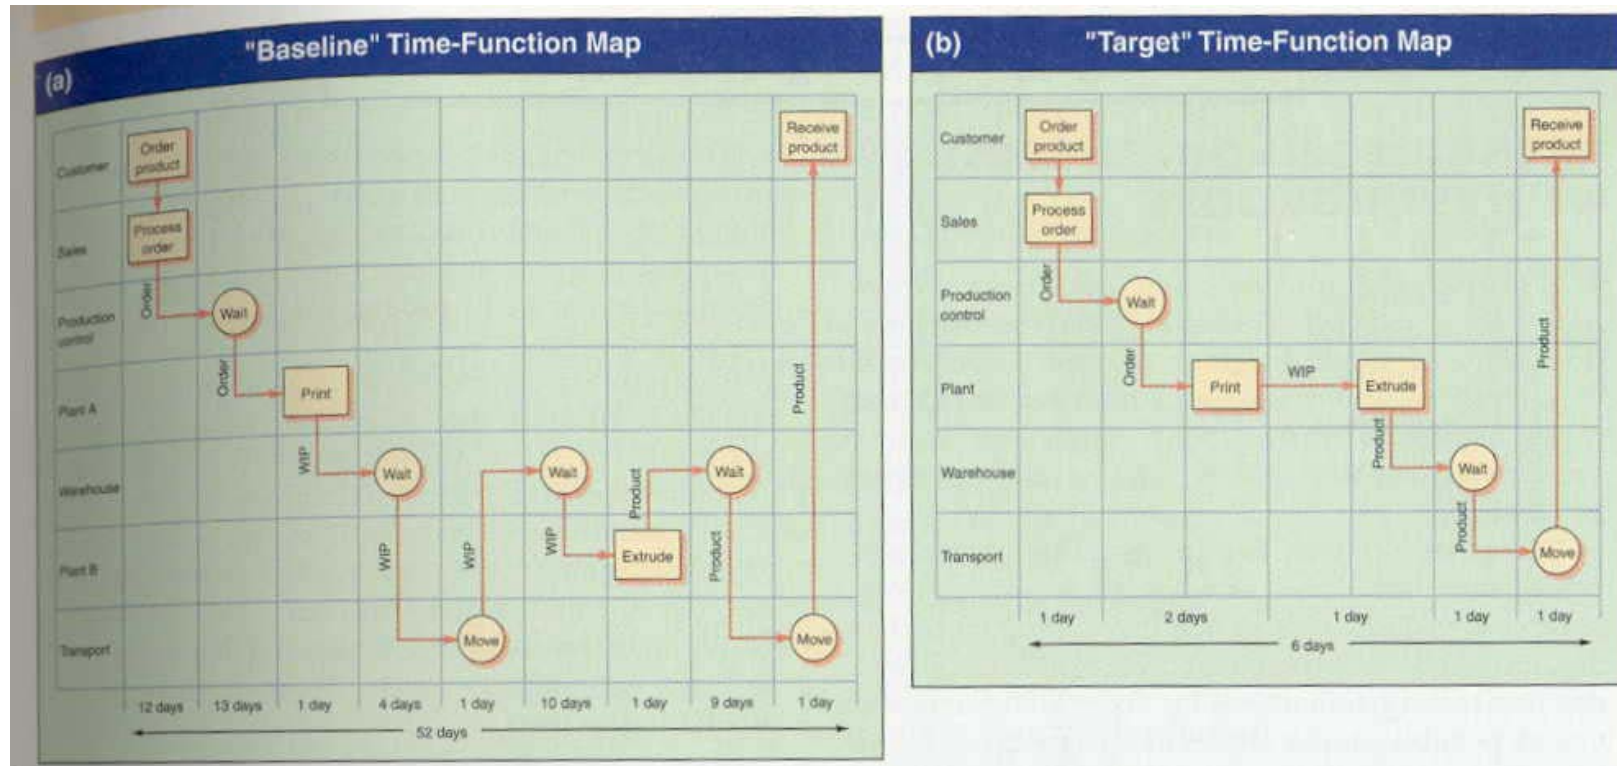 (a)
"Baseline" Time-Function Map
Customer
Order
product
Receive
product
Sales
Process
order
Order
Production
control
Wait
Order
Plant A
Print
WIP
Product
Warehouse
Wait
Wait
Wait
WIP
WIP
WIP
Product
Product
Plant B
Extrude
Transport
Move
Move
12 days
13 days
1 day
4 days
1 day
10 days
1 day
9 days
1 day
52 days
(b)
"Target" Time-Function Map
Customer
Order
product
Receive
product
Sales
Process
order
Order
Production
control
Wait
Order
Product
Plant
Print
WIP
Extrude
Product
Warehouse
Wait
Product
Transport
Move
1 day
2 days
1 day
1 day
1 day
6 days